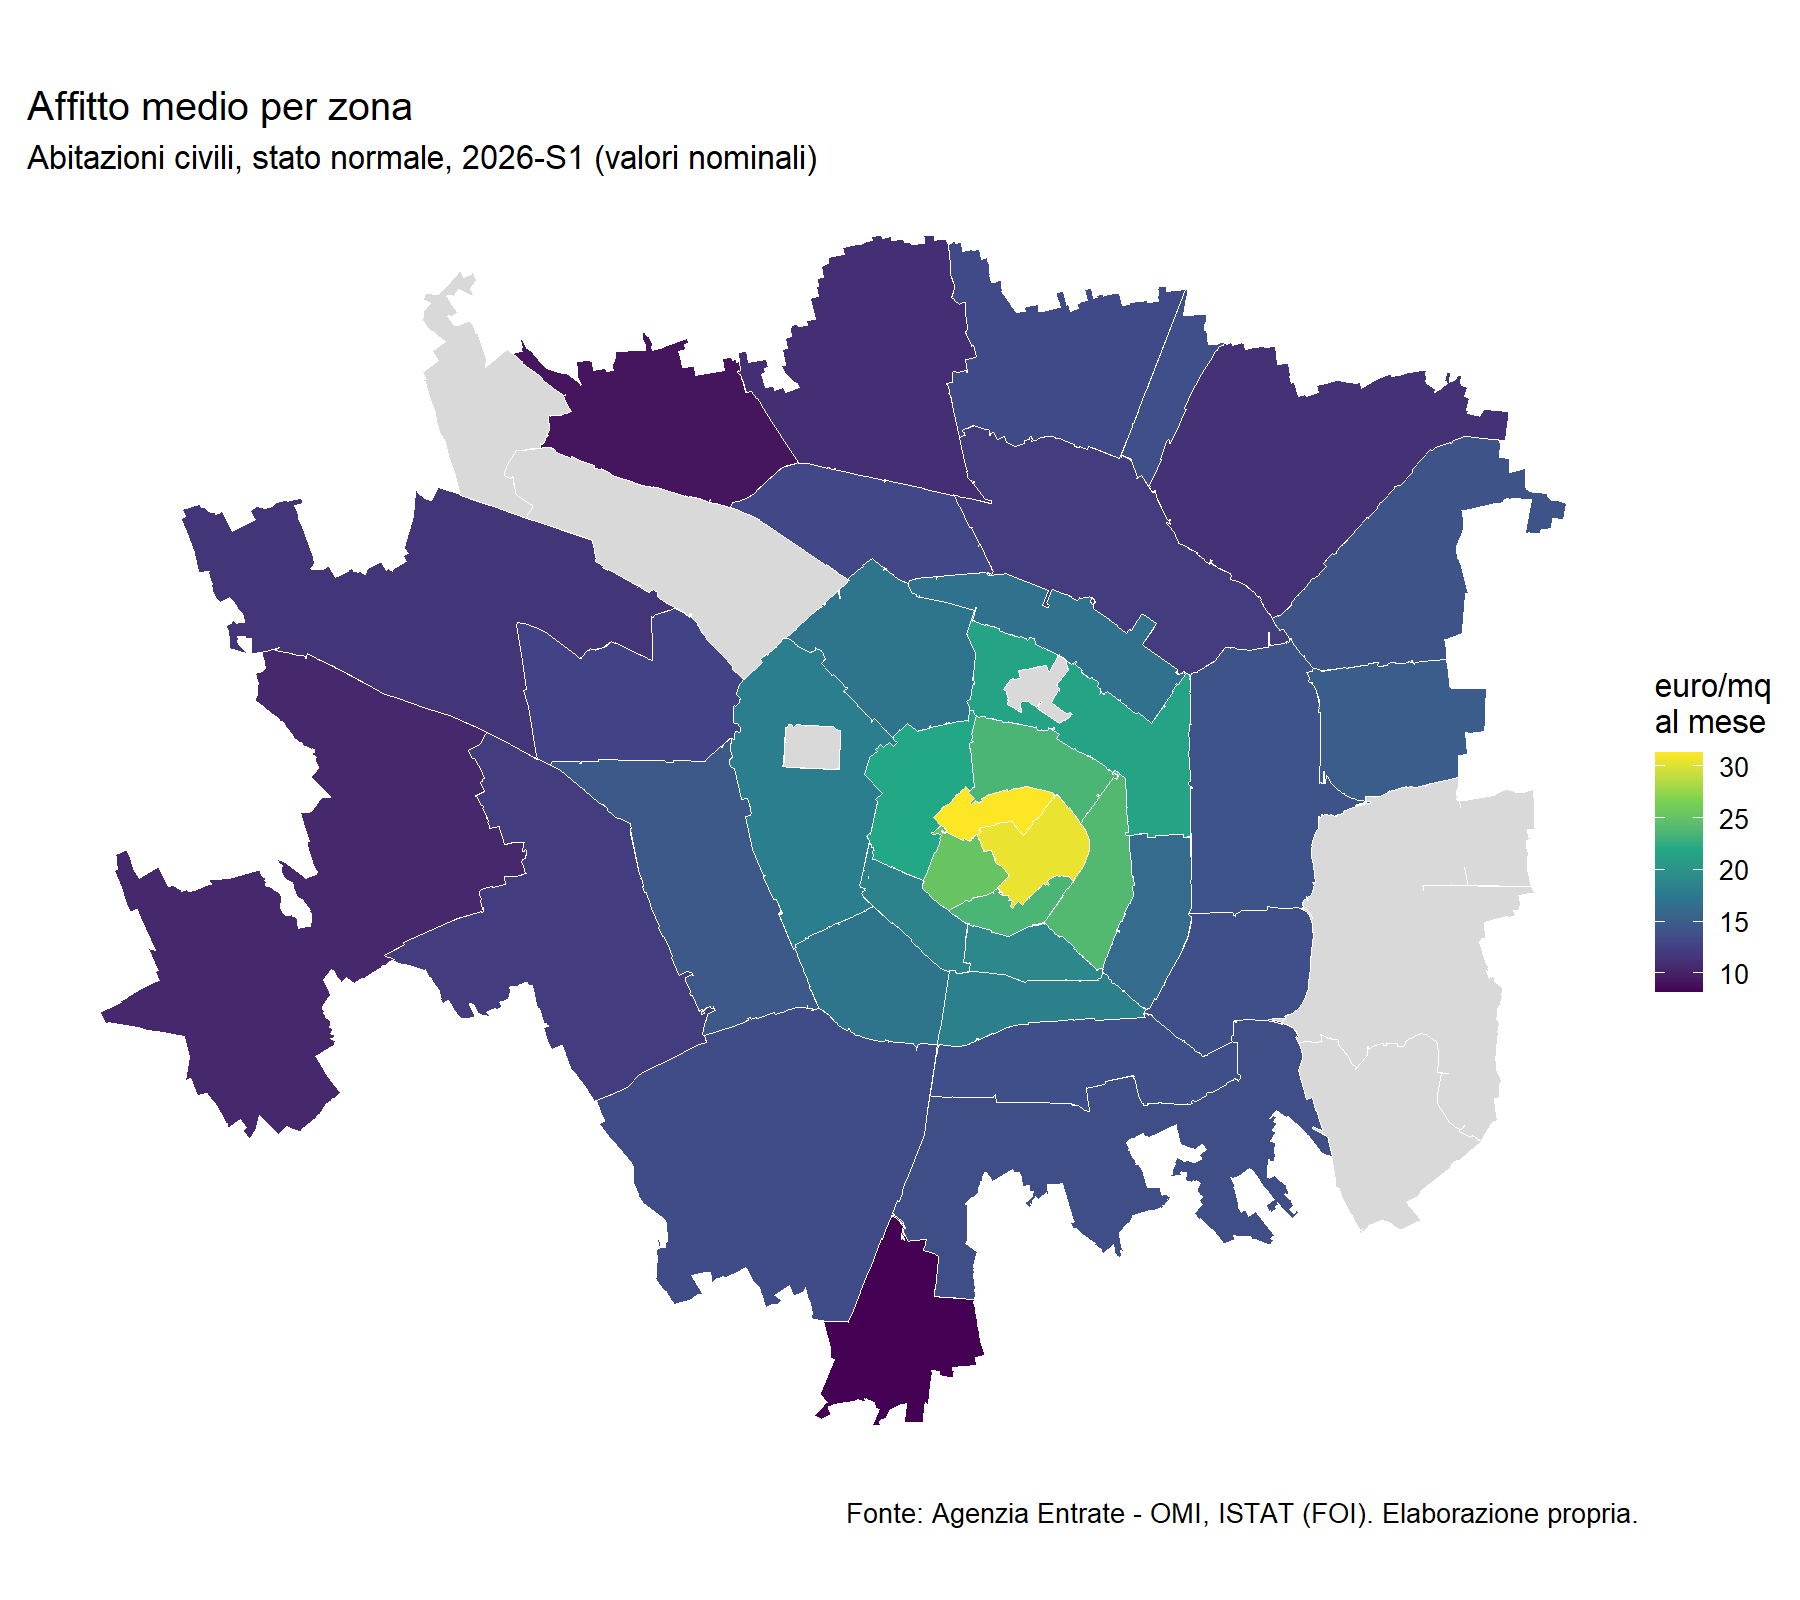 Affitto medio per zona
Abitazioni civili, stato normale, 2026-S1 (valori nominali)
euro/mq
al mese
30
25
20
15
10
Fonte: Agenzia Entrate - OMI, ISTAT (FOI). Elaborazione propria.